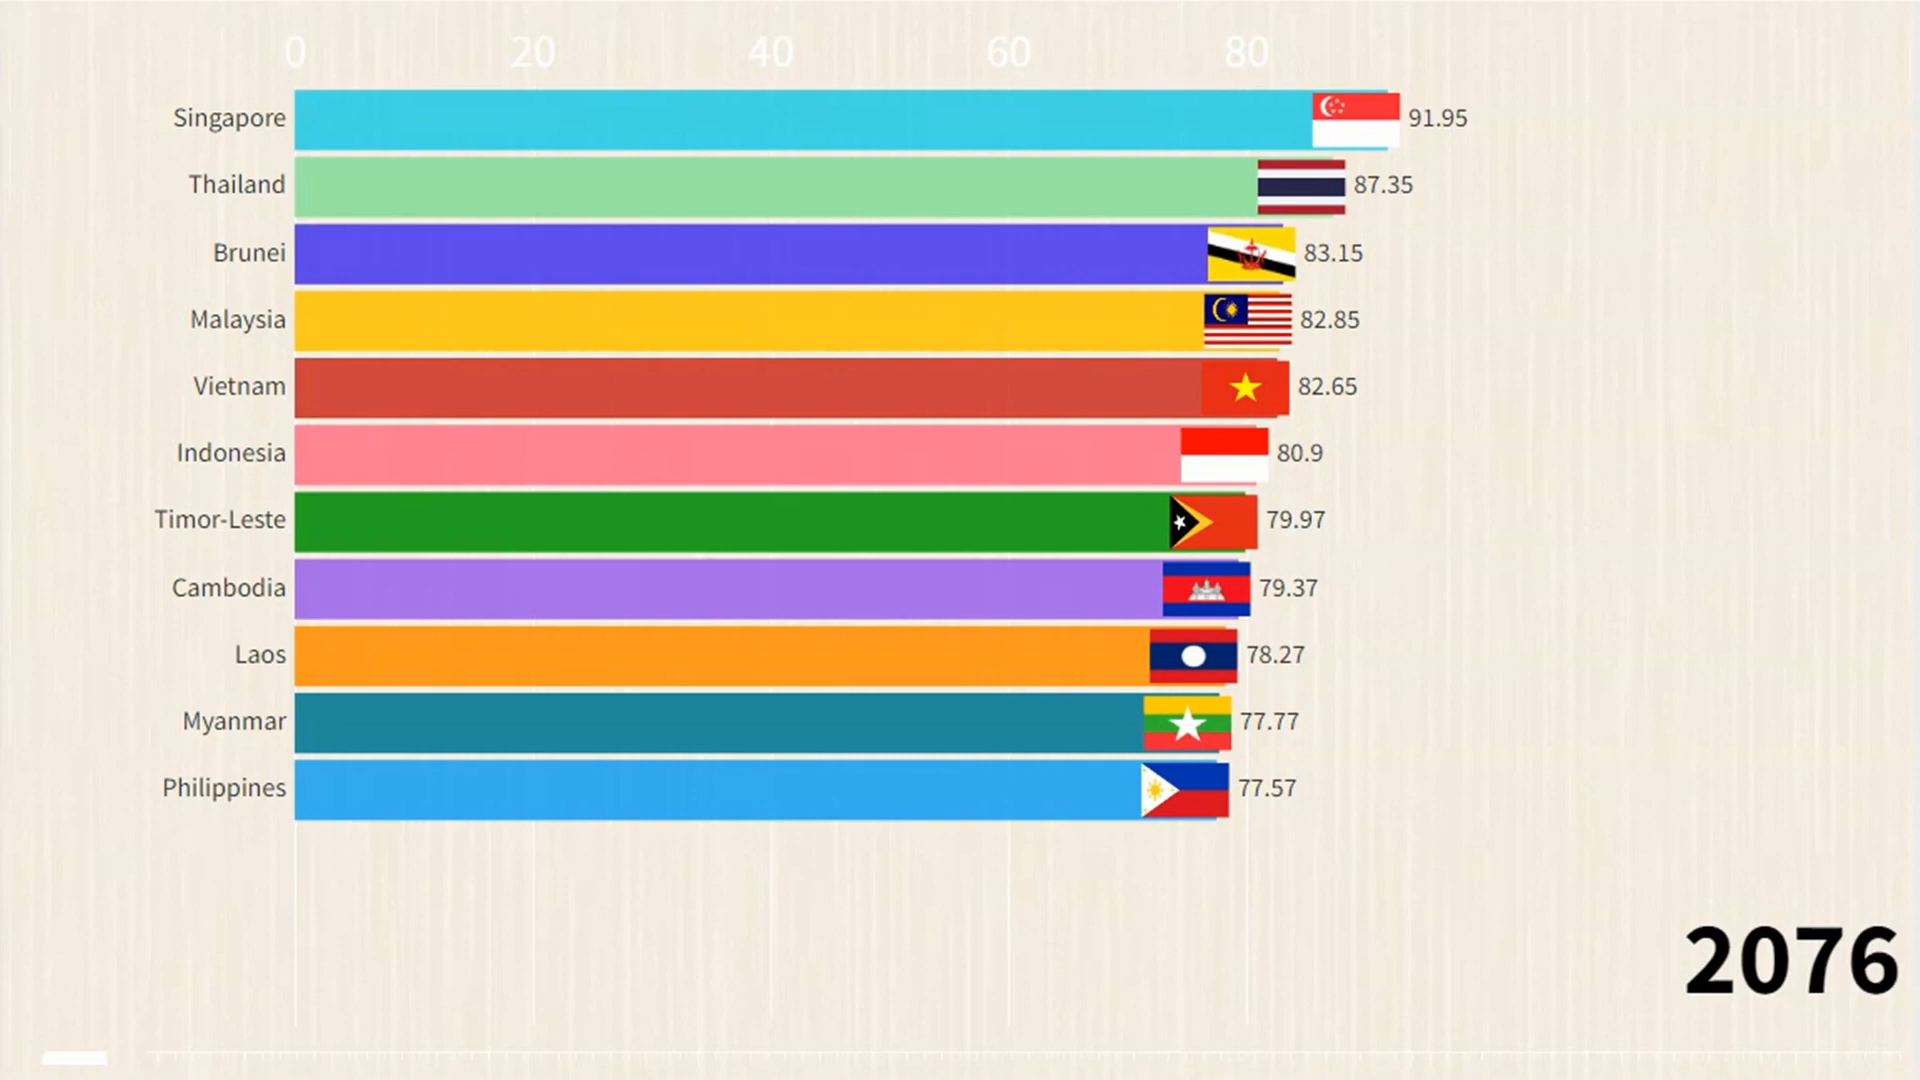 0 20 40 60 80
Singapore 91.95
Thailand 87.35
Brunei 83.15
Malaysia 82.85
Vietnam 82.65
Indonesia 80.9
Timor-Leste 79.97
Cambodia 79.37
Laos 78.27
Myanmar 77.77
Philippines 77.57
2076